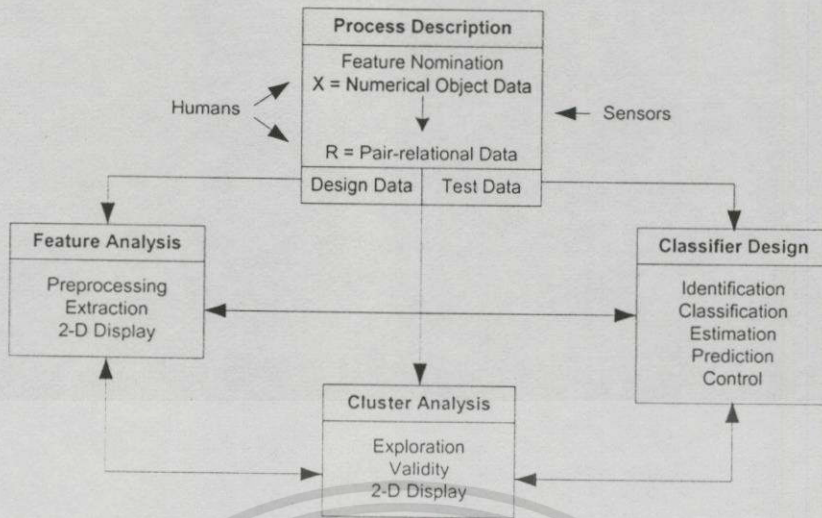 Process Description
Feature Nomination
X = Numerical Object Data
Humans
Sensors
R = Pair-relational Data
Design Data
Test Data
Feature Analysis
Preprocessing
Extraction
2-D Display
Classifier Design
Identification
Classification
Estimation
Prediction
Control
Cluster Analysis
Exploration
Validity
2-D Display